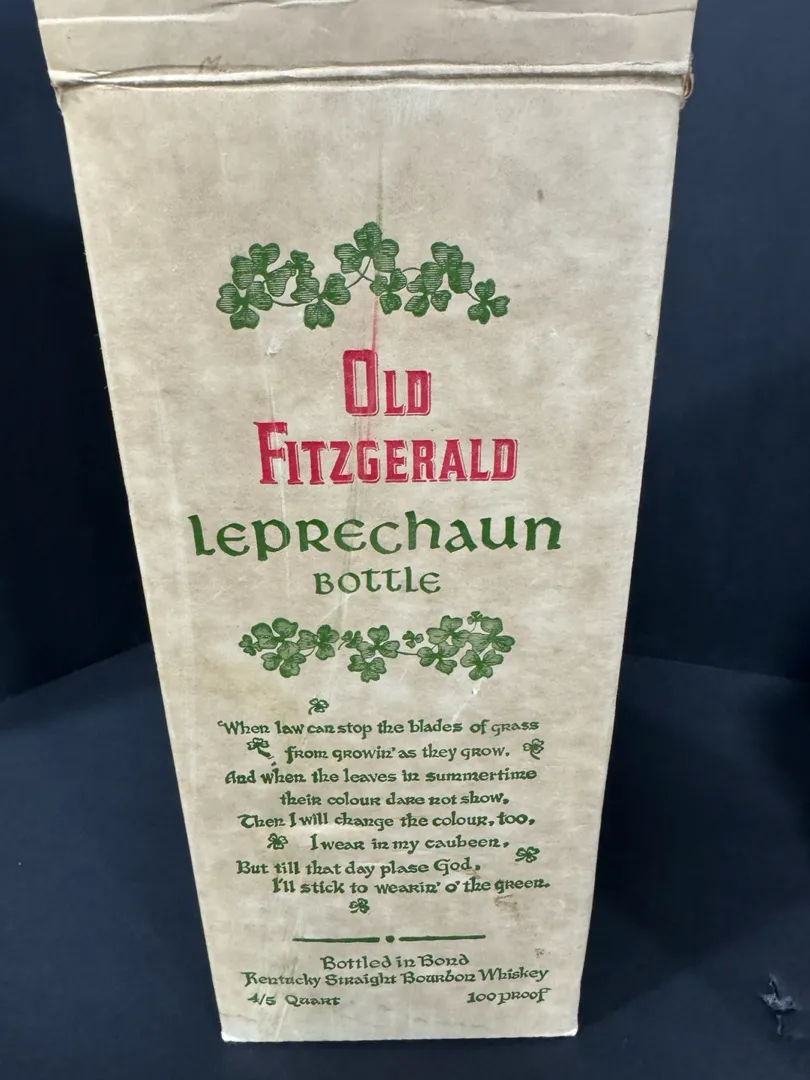 OLD
FITZGERALD
Leprechaun
Bottle
'When law can stop the blades of grass
from growin' as they grow,
And when the leaves in summertime
their colour dare not show,
Then I will change the colour, too,
I wear in my caubeen,
But till that day plase God,
I'll stick to wearin' o' the green.
Bottled in Bond
Kentucky Straight Bourbon Whiskey
4/5 Quart 100 proof